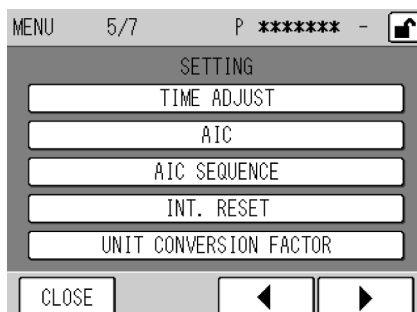 MENU 5/7 P ******* -
SETTING
TIME ADJUST
AIC
AIC SEQUENCE
INT. RESET
UNIT CONVERSION FACTOR
CLOSE